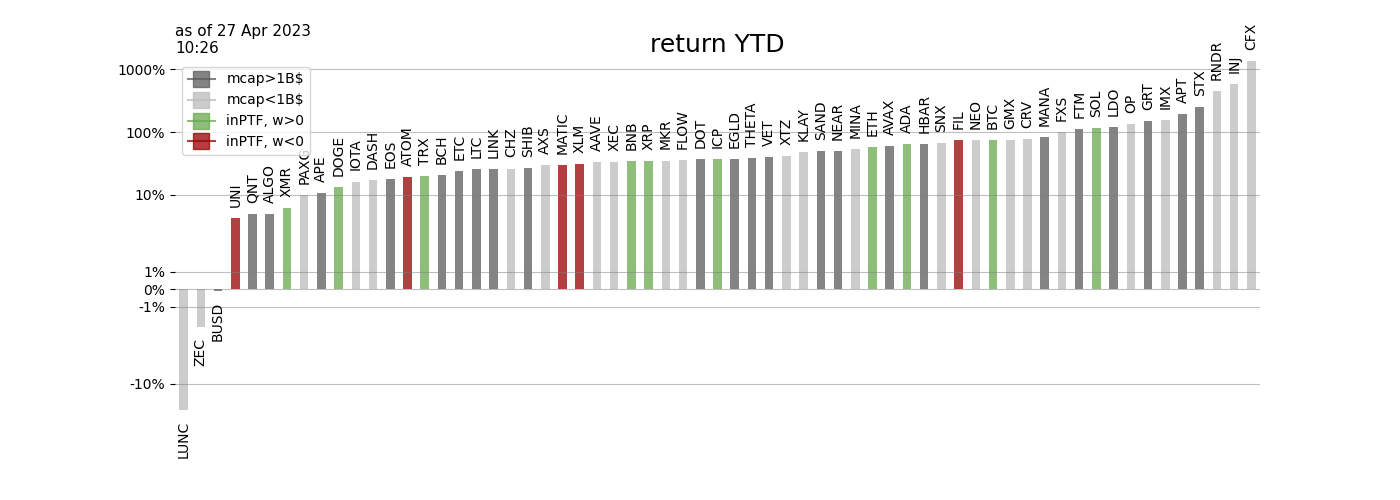 as of 27 Apr 2023
10:26
return YTD
mcap>1B$
mcap<1B$
inPTF, w>0
inPTF, w<0
1000%
100%
10%
1%
0%
-1%
-10%
LUNC
ZEC
BUSD
UNI
QNT
ALGO
XMR
PAXG
APE
DOGE
IOTA
DASH
EOS
ATOM
TRX
BCH
ETC
LTC
LINK
CHZ
SHIB
AXS
MATIC
XLM
AAVE
XEC
BNB
XRP
MKR
FLOW
DOT
ICP
EGLD
THETA
VET
XTZ
KLAY
SAND
NEAR
MINA
ETH
AVAX
ADA
HBAR
SNX
FIL
NEO
BTC
GMX
CRV
MANA
FXS
FTM
SOL
LDO
OP
GRT
IMX
APT
STX
RNDR
INJ
CFX